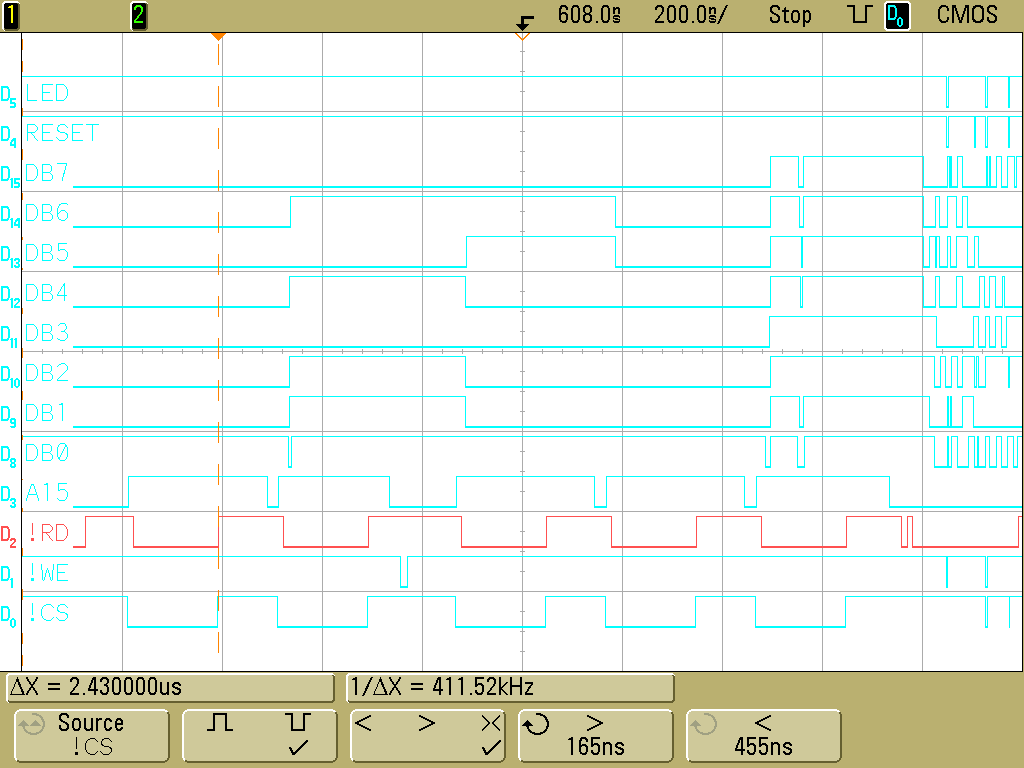 1 2 608.0ns 200.0ns/ Stop D0 CMOS
D5 LED
D4 RESET
D15 DB7
D14 DB6
D13 DB5
D12 DB4
D11 DB3
D10 DB2
D9 DB1
D8 DB0
D3 A15
D2 !RD
D1 !WE
D0 !CS
ΔX = 2.430000us 1/ΔX = 411.52kHz
Source < > > <
!CS 165ns 455ns